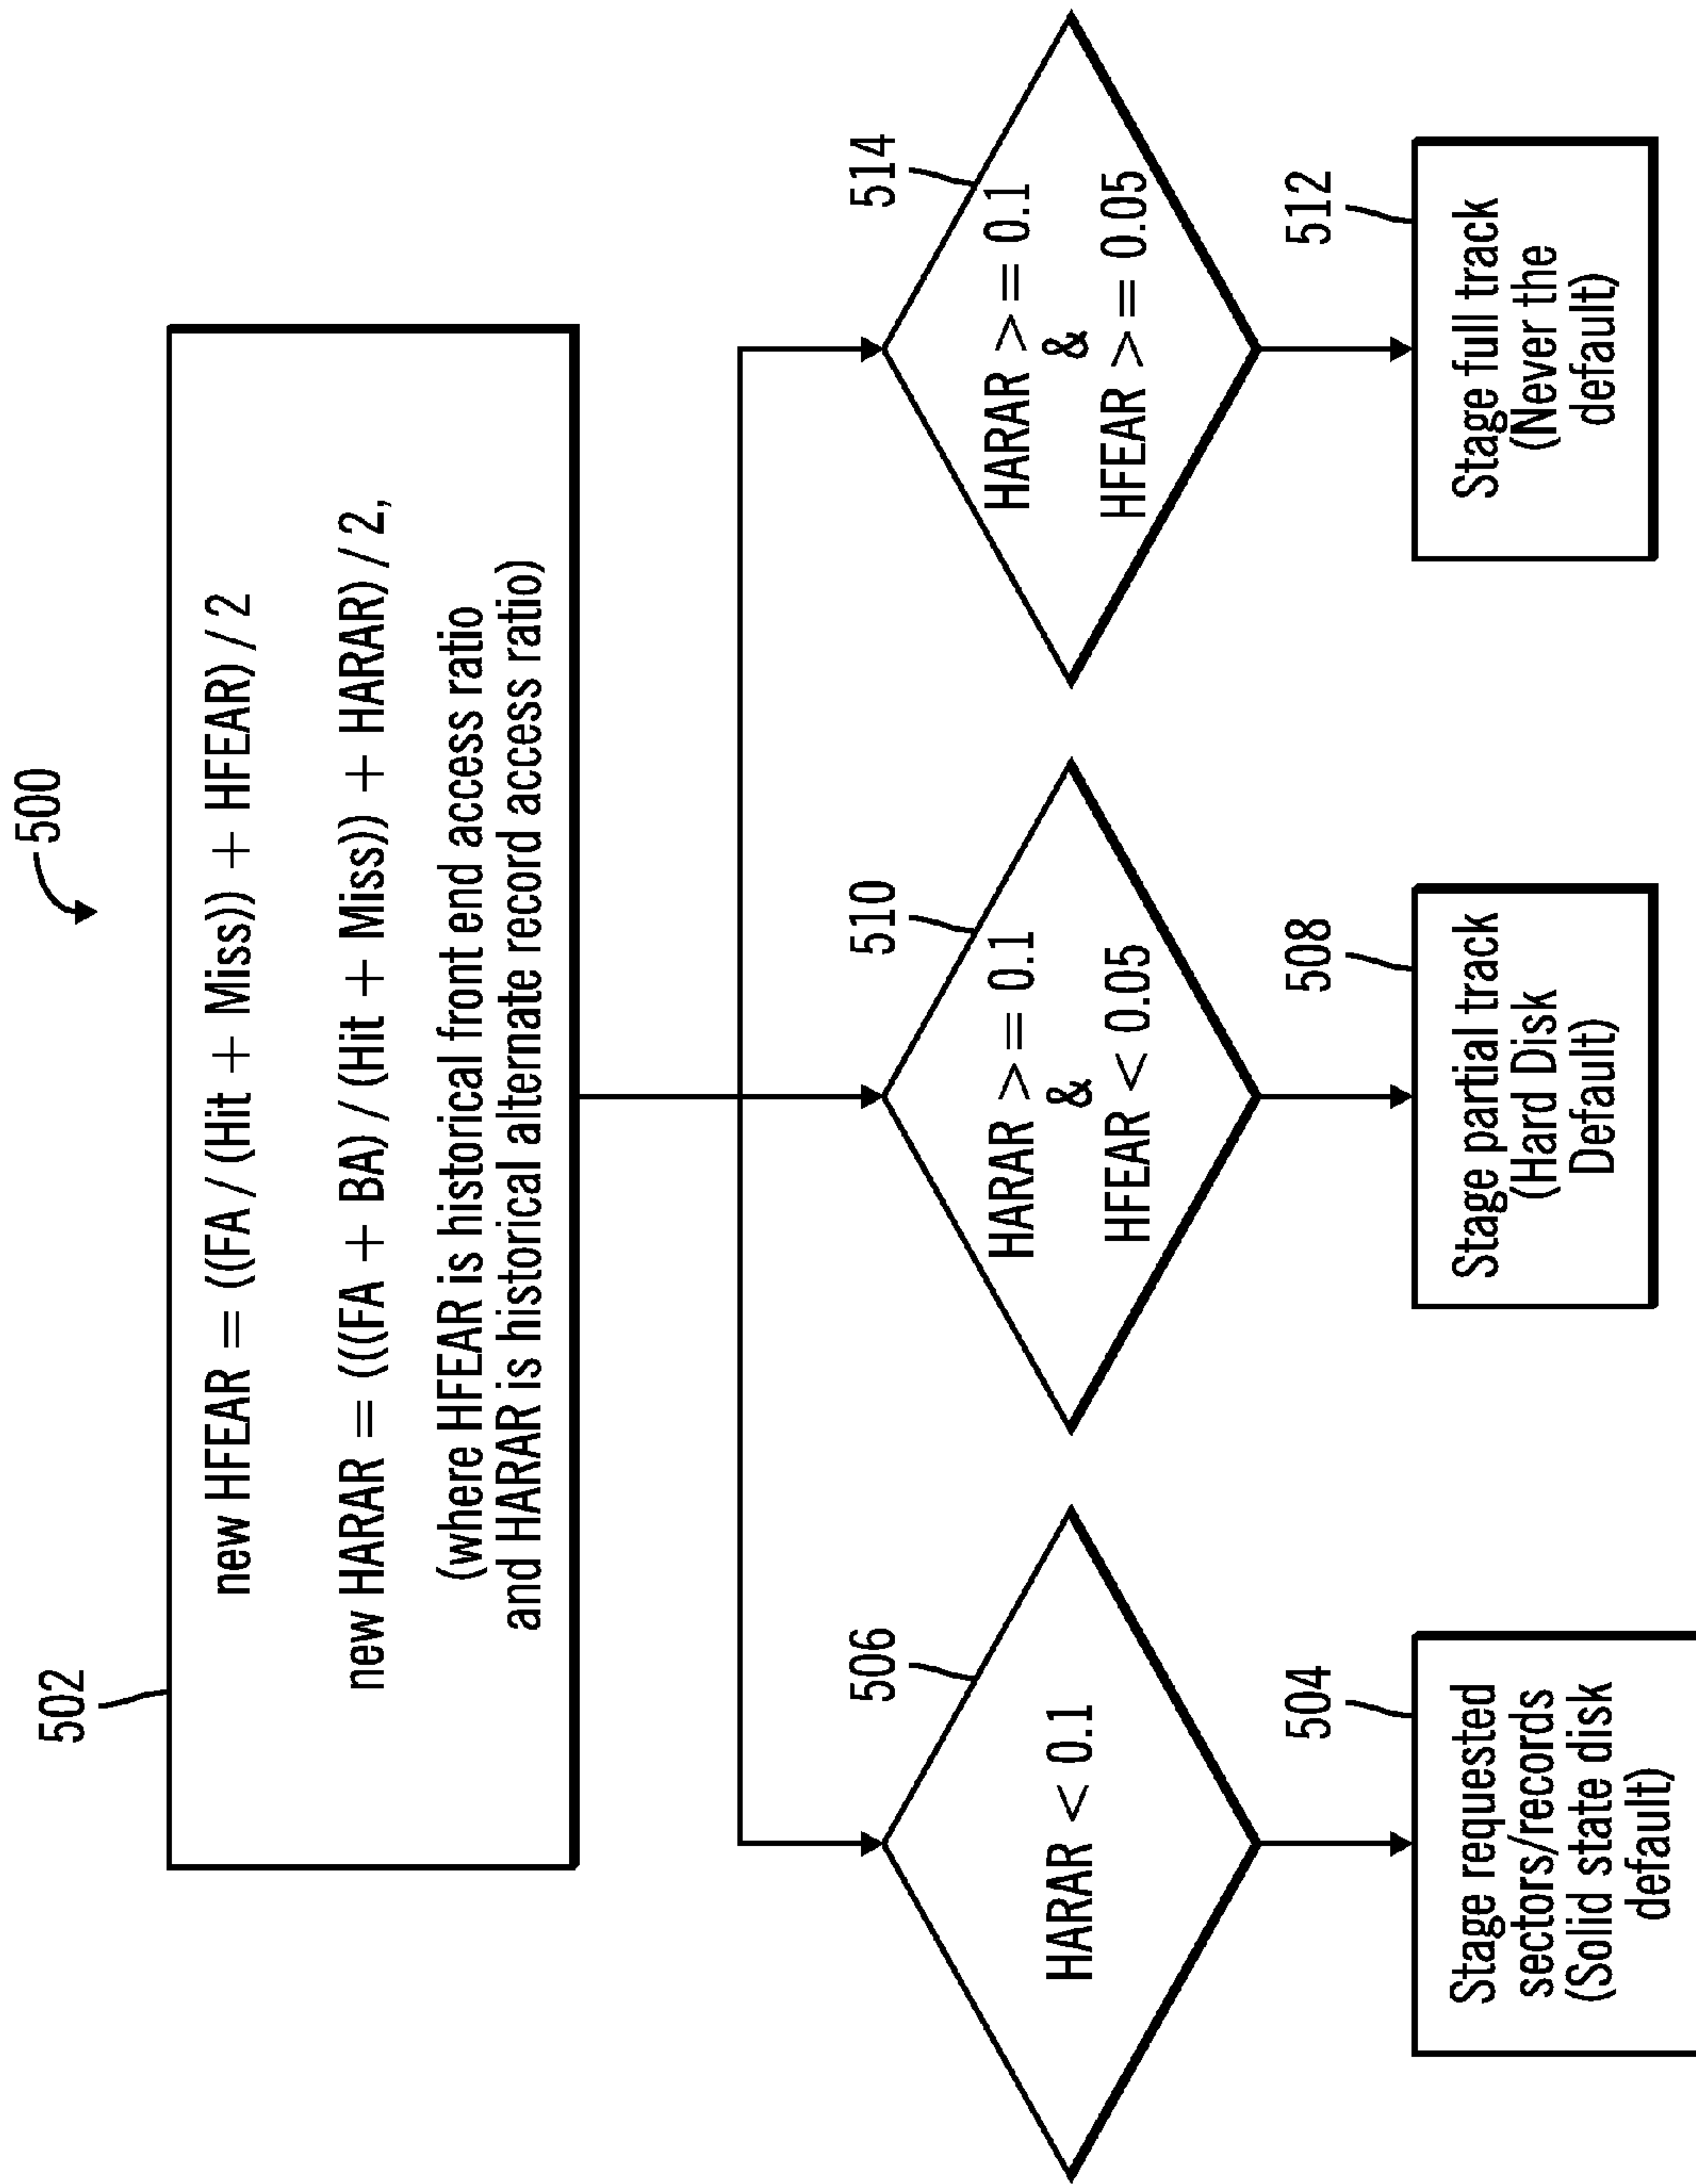 500
502
new HFEAR = ((FA / (Hit + Miss)) + HFEAR) / 2
new HARAR = (((FA + BA) / (Hit + Miss)) + HARAR) / 2,
(where HFEAR is historical front end access ratio
and HARAR is historical alternate record access ratio)
506
HARAR < 0.1
510
HARAR >= 0.1
&
HFEAR < 0.05
514
HARAR >= 0.1
&
HFEAR >= 0.05
504
Stage requested
sectors/records
(Solid state disk
default)
508
Stage partial track
(Hard Disk
Default)
512
Stage full track
(Never the
default)